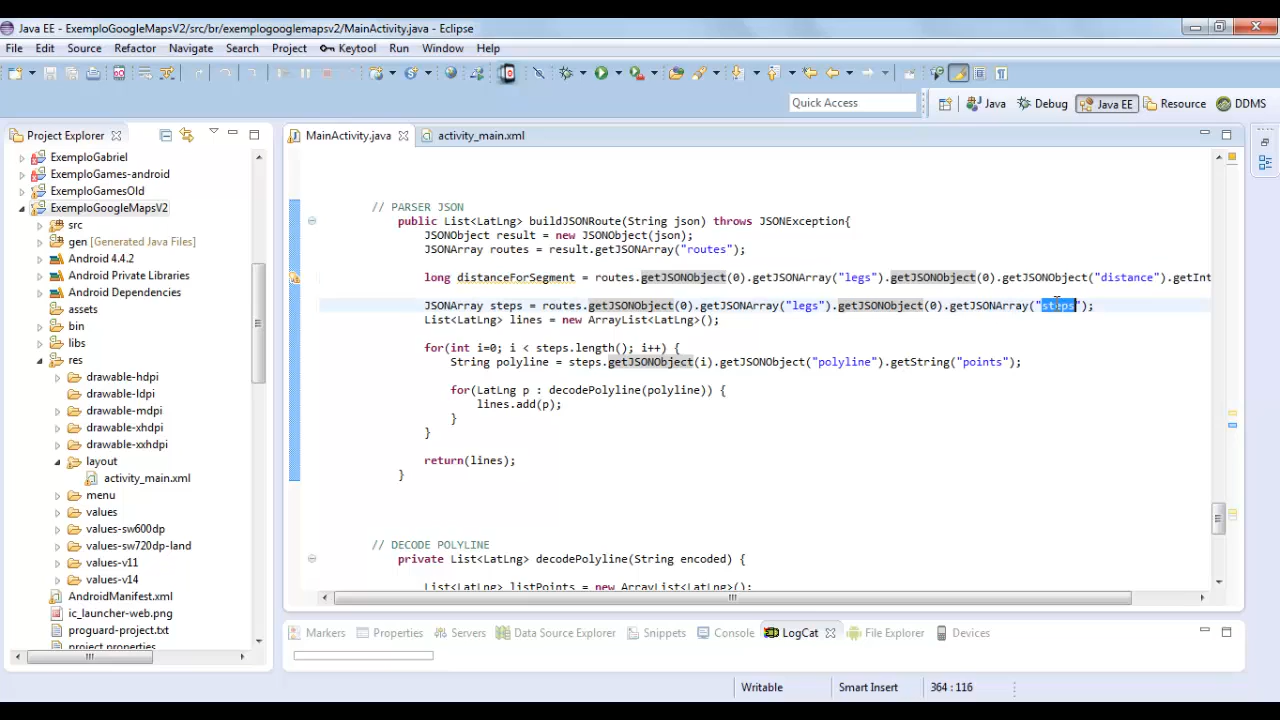 Java EE - ExemploGoogleMapsV2/src/br/exemplogooglemapsv2/MainActivity.java - Eclipse
File Edit Source Refactor Navigate Search Project Keytool Run Window Help
Quick Access
Java
Debug
Java EE
Resource
DDMS
Project Explorer
ExemploGabriel
ExemploGames-android
ExemploGamesOld
ExemploGoogleMapsV2
src
gen [Generated Java Files]
Android 4.4.2
Android Private Libraries
Android Dependencies
assets
bin
libs
res
drawable-hdpi
drawable-ldpi
drawable-mdpi
drawable-xhdpi
drawable-xxhdpi
layout
activity_main.xml
menu
values
values-sw600dp
values-sw720dp-land
values-v11
values-v14
AndroidManifest.xml
ic_launcher-web.png
proguard-project.txt
project.properties
MainActivity.java
activity_main.xml
// PARSER JSON
public List<LatLng> buildJSONRoute(String json) throws JSONException{
JSONObject result = new JSONObject(json);
JSONArray routes = result.getJSONArray("routes");
long distanceForSegment = routes.getJSONObject(0).getJSONArray("legs").getJSONObject(0).getJSONObject("distance").getInt
JSONArray steps = routes.getJSONObject(0).getJSONArray("legs").getJSONObject(0).getJSONArray("steps");
List<LatLng> lines = new ArrayList<LatLng>();
for(int i=0; i < steps.length(); i++) {
String polyline = steps.getJSONObject(i).getJSONObject("polyline").getString("points");
for(LatLng p : decodePolyline(polyline)) {
lines.add(p);
}
}
return(lines);
}
// DECODE POLYLINE
private List<LatLng> decodePolyline(String encoded) {
List<LatLng> listPoints = new ArrayList<LatLng>();
Markers
Properties
Servers
Data Source Explorer
Snippets
Console
LogCat
File Explorer
Devices
Writable
Smart Insert
364 : 116